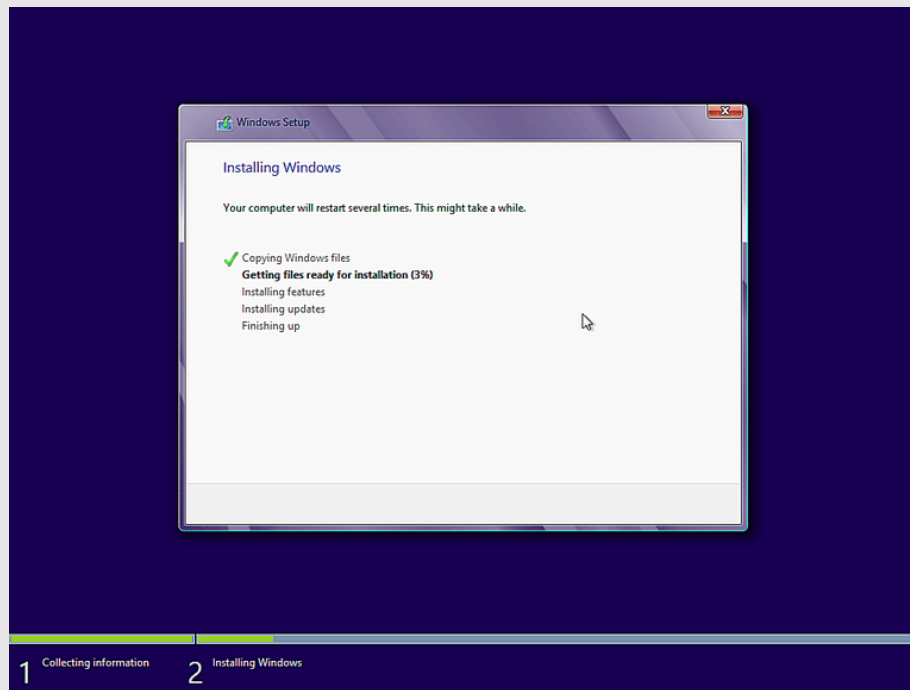 Windows Setup
Installing Windows
Your computer will restart several times. This might take a while.
Copying Windows files
Getting files ready for installation (3%)
Installing features
Installing updates
Finishing up
1 Collecting information
2 Installing Windows